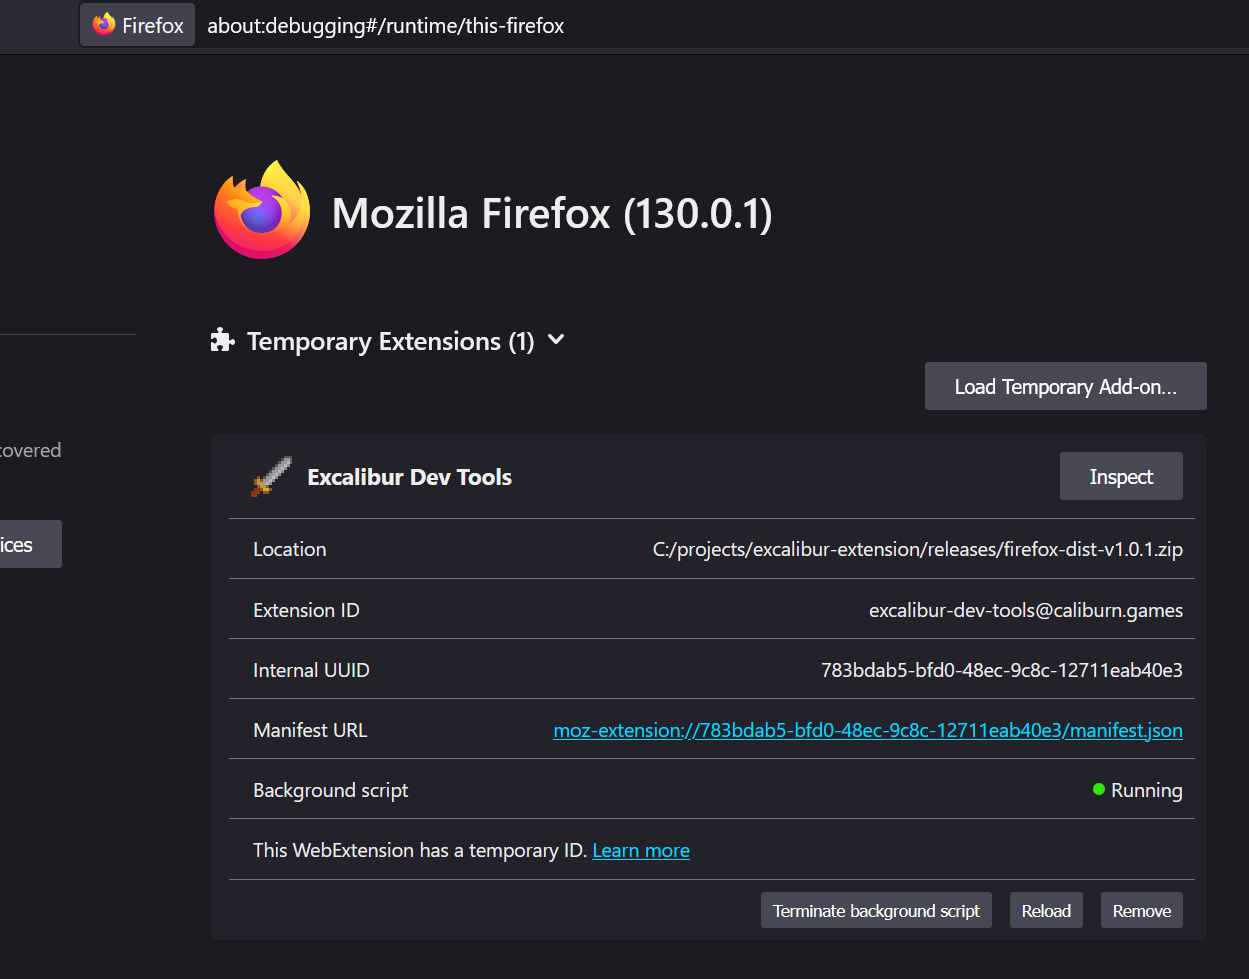 Firefox about:debugging#/runtime/this-firefox
Mozilla Firefox (130.0.1)
Temporary Extensions (1)
Load Temporary Add-on...
covered
Excalibur Dev Tools
Inspect
ices
Location C:/projects/excalibur-extension/releases/firefox-dist-v1.0.1.zip
Extension ID excalibur-dev-tools@caliburn.games
Internal UUID 783bdab5-bfd0-48ec-9c8c-12711eab40e3
Manifest URL moz-extension://783bdab5-bfd0-48ec-9c8c-12711eab40e3/manifest.json
Background script Running
This WebExtension has a temporary ID. Learn more
Terminate background script Reload Remove